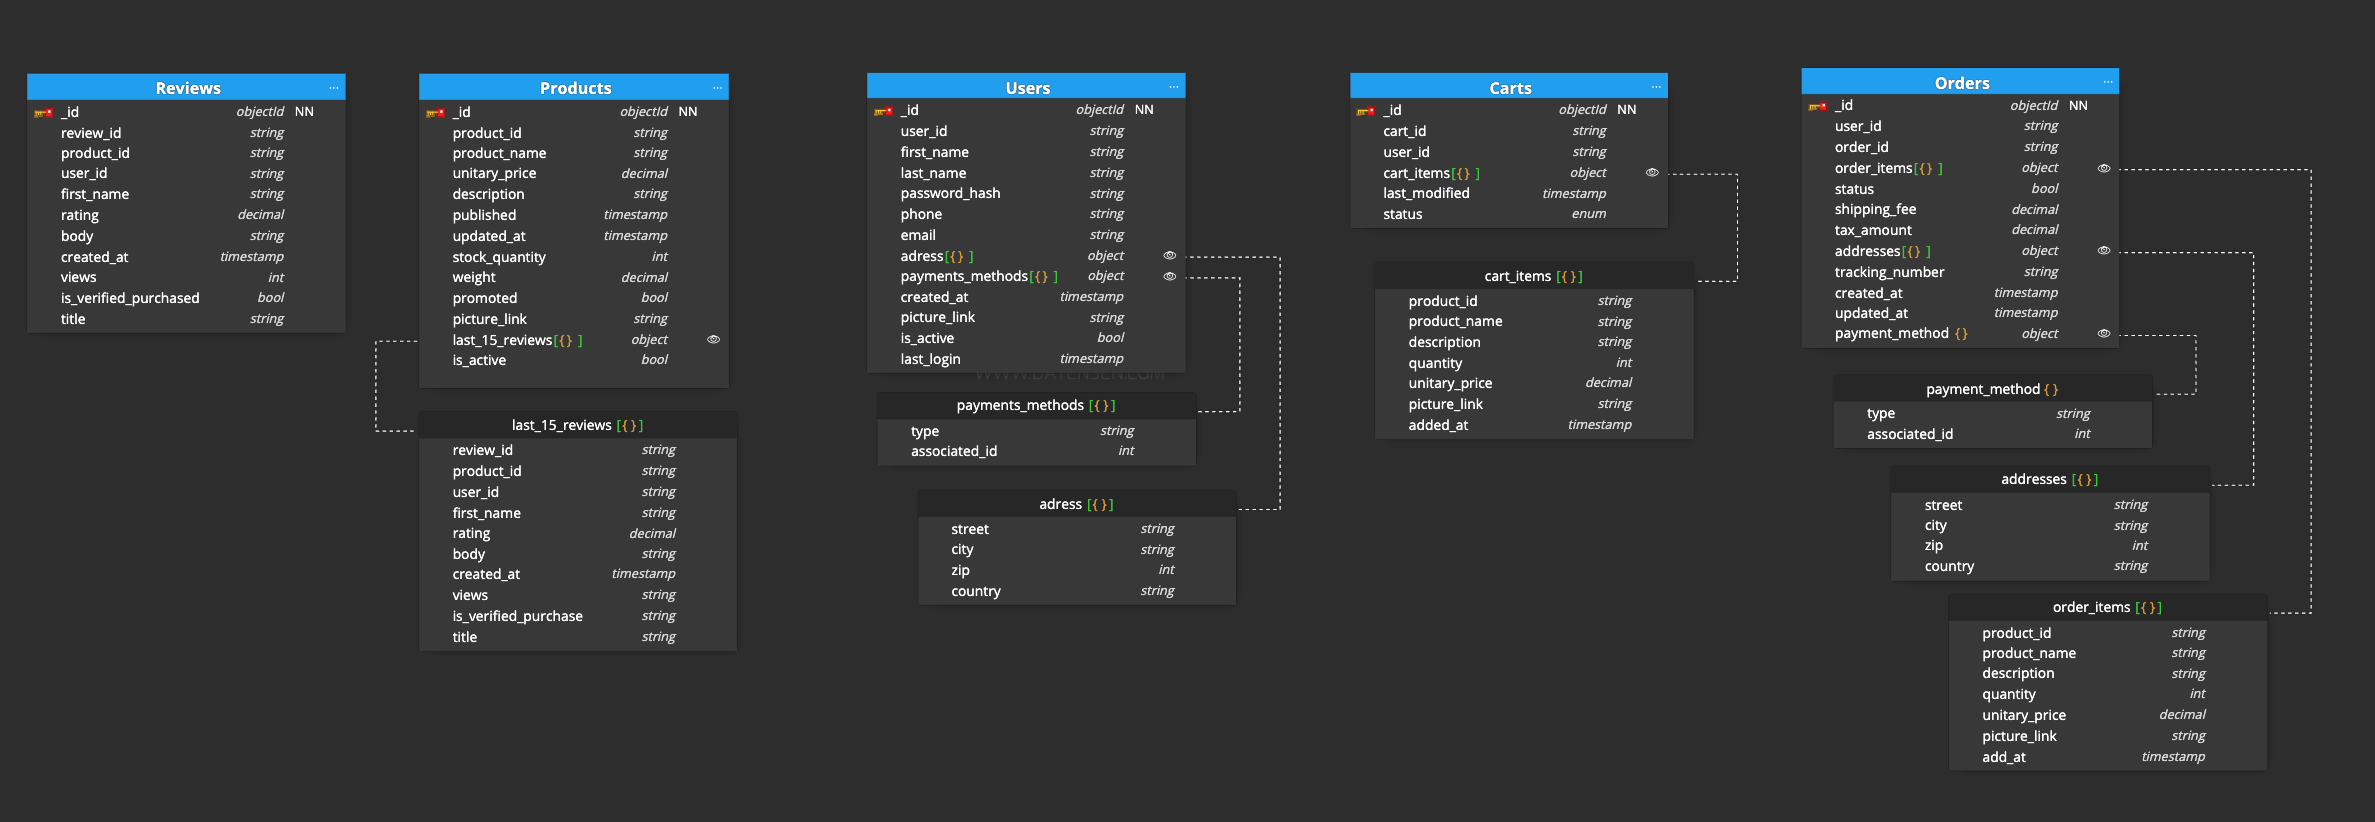 Reviews ...
_id objectId NN
review_id string
product_id string
user_id string
first_name string
rating decimal
body string
created_at timestamp
views int
is_verified_purchased bool
title string
Products ...
_id objectId NN
product_id string
product_name string
unitary_price decimal
description string
published timestamp
updated_at timestamp
stock_quantity int
weight decimal
promoted bool
picture_link string
last_15_reviews[{} ] object
is_active bool
last_15_reviews [{}]
review_id string
product_id string
user_id string
first_name string
rating decimal
body string
created_at timestamp
views string
is_verified_purchase string
title string
Users ...
_id objectId NN
user_id string
first_name string
last_name string
password_hash string
phone string
email string
adress[{} ] object
payments_methods[{} ] object
created_at timestamp
picture_link string
is_active bool
last_login timestamp
WWW.DATENSEN.COM
payments_methods [{}]
type string
associated_id int
adress [{}]
street string
city string
zip int
country string
Carts ...
_id objectId NN
cart_id string
user_id string
cart_items[{} ] object
last_modified timestamp
status enum
cart_items [{}]
product_id string
product_name string
description string
quantity int
unitary_price decimal
picture_link string
added_at timestamp
Orders ...
_id objectId NN
user_id string
order_id string
order_items[{} ] object
status bool
shipping_fee decimal
tax_amount decimal
addresses[{} ] object
tracking_number string
created_at timestamp
updated_at timestamp
payment_method {} object
payment_method {}
type string
associated_id int
addresses [{}]
street string
city string
zip int
country string
order_items [{}]
product_id string
product_name string
description string
quantity int
unitary_price decimal
picture_link string
add_at timestamp